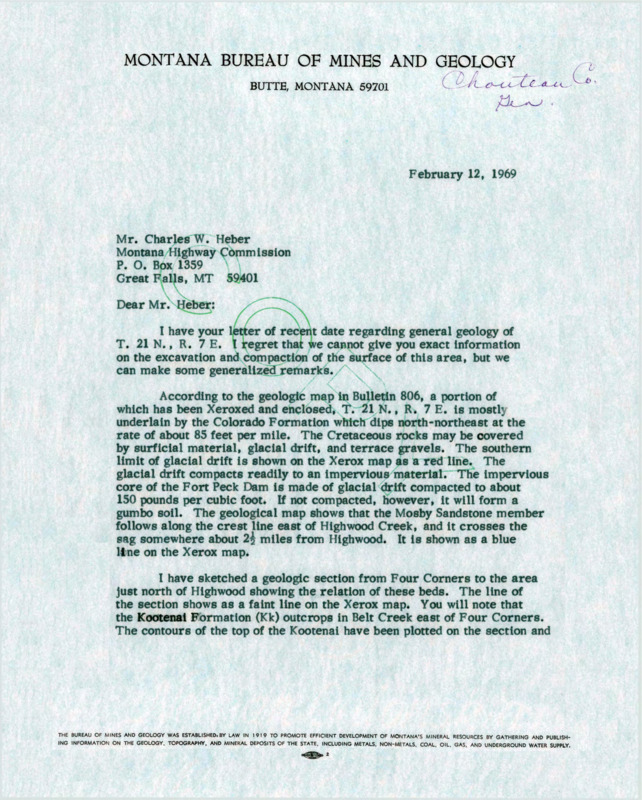 MONTANA BUREAU OF MINES AND GEOLOGY
BUTTE, MONTANA 59701
Chouteau Co.
Gen.
February 12, 1969
Mr. Charles W. Heber
Montana Highway Commission
P. O. Box 1359
Great Falls, MT 59401
Dear Mr. Heber:
I have your letter of recent date regarding general geology of
T. 21 N., R. 7 E. I regret that we cannot give you exact information
on the excavation and compaction of the surface of this area, but we
can make some generalized remarks.
According to the geologic map in Bulletin 806, a portion of
which has been Xeroxed and enclosed, T. 21 N., R. 7 E. is mostly
underlain by the Colorado Formation which dips north-northeast at the
rate of about 85 feet per mile. The Cretaceous rocks may be covered
by surficial material, glacial drift, and terrace gravels. The southern
limit of glacial drift is shown on the Xerox map as a red line. The
glacial drift compacts readily to an impervious material. The impervious
core of the Fort Peck Dam is made of glacial drift compacted to about
150 pounds per cubic foot. If not compacted, however, it will form a
gumbo soil. The geological map shows that the Mosby Sandstone member
follows along the crest line east of Highwood Creek, and it crosses the
sag somewhere about 2½ miles from Highwood. It is shown as a blue
line on the Xerox map.
I have sketched a geologic section from Four Corners to the area
just north of Highwood showing the relation of these beds. The line of
the section shows as a faint line on the Xerox map. You will note that
the Kootenai Formation (Kk) outcrops in Belt Creek east of Four Corners.
The contours of the top of the Kootenai have been plotted on the section and
THE BUREAU OF MINES AND GEOLOGY WAS ESTABLISHED BY LAW IN 1919 TO PROMOTE EFFICIENT DEVELOPMENT OF MONTANA'S MINERAL RESOURCES BY GATHERING AND PUBLISH-
ING INFORMATION ON THE GEOLOGY, TOPOGRAPHY, AND MINERAL DEPOSITS OF THE STATE, INCLUDING METALS, NON-METALS, COAL, OIL, GAS, AND UNDERGROUND WATER SUPPLY.
2